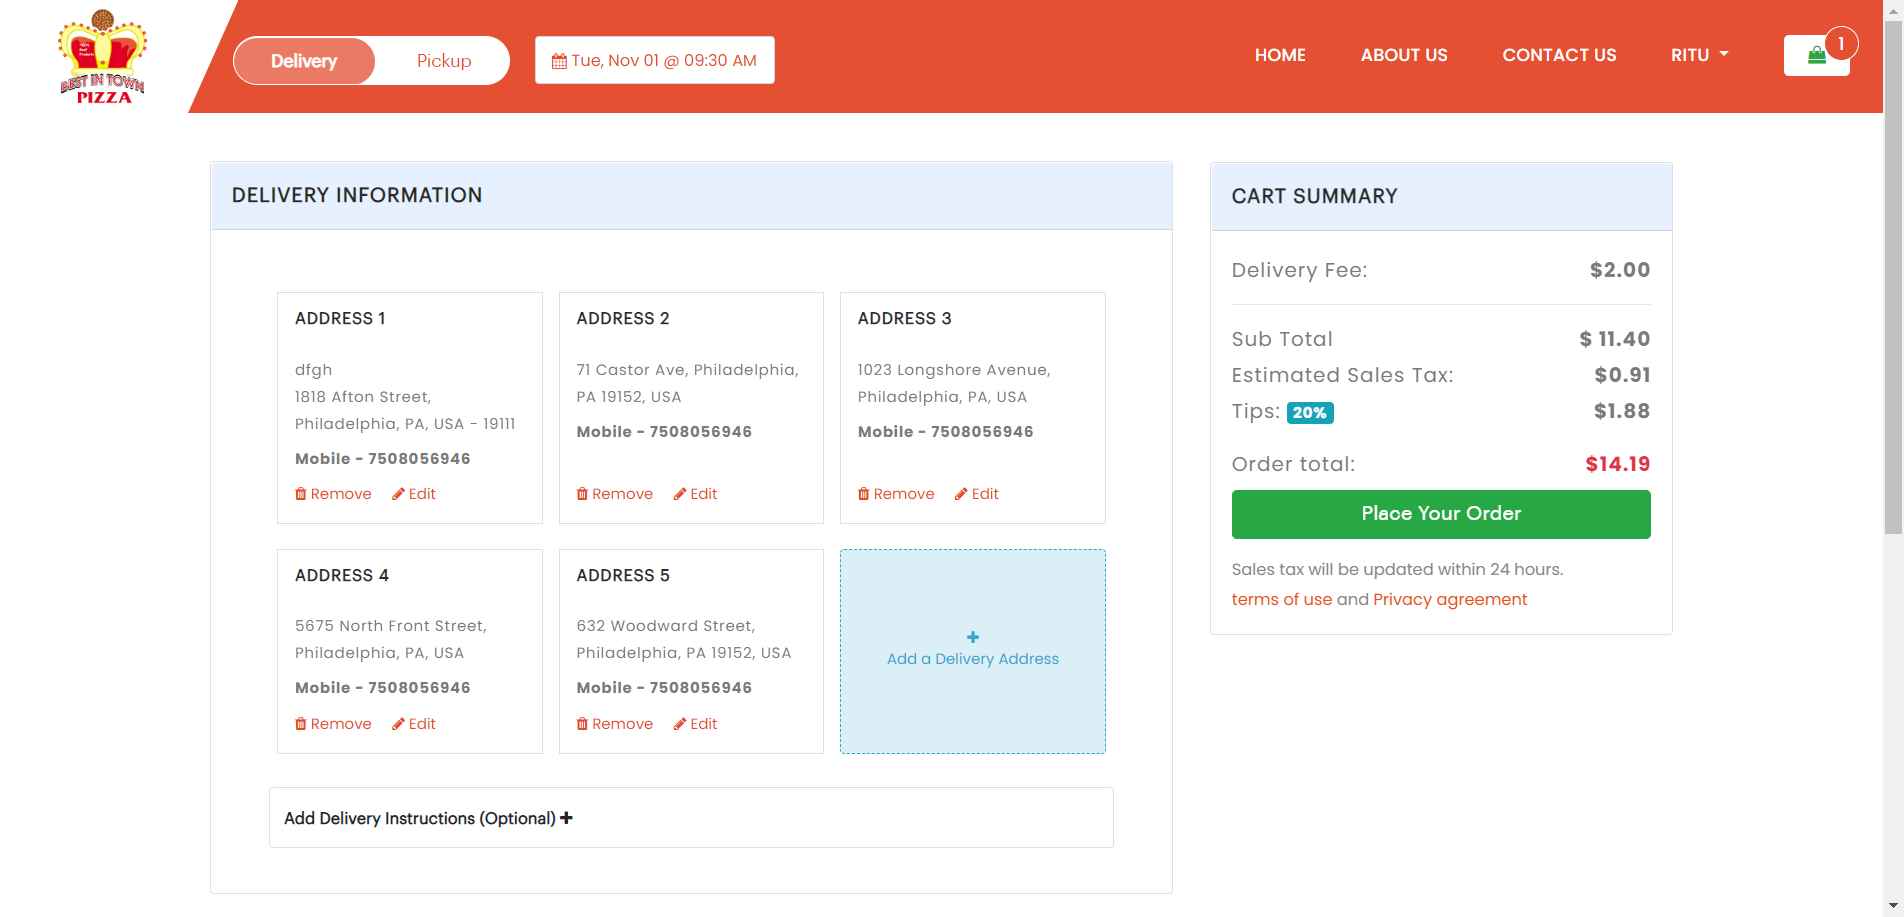 BEST IN TOWN
PIZZA
Delivery
Pickup
Tue, Nov 01 @ 09:30 AM
HOME
ABOUT US
CONTACT US
RITU
1
DELIVERY INFORMATION
ADDRESS 1
dfgh
1818 Afton Street,
Philadelphia, PA, USA - 19111
Mobile - 7508056946
Remove Edit
ADDRESS 2
71 Castor Ave, Philadelphia,
PA 19152, USA
Mobile - 7508056946
Remove Edit
ADDRESS 3
1023 Longshore Avenue,
Philadelphia, PA, USA
Mobile - 7508056946
Remove Edit
ADDRESS 4
5675 North Front Street,
Philadelphia, PA, USA
Mobile - 7508056946
Remove Edit
ADDRESS 5
632 Woodward Street,
Philadelphia, PA 19152, USA
Mobile - 7508056946
Remove Edit
+
Add a Delivery Address
Add Delivery Instructions (Optional) +
CART SUMMARY
Delivery Fee: $2.00
Sub Total $ 11.40
Estimated Sales Tax: $0.91
Tips: 20% $1.88
Order total: $14.19
Place Your Order
Sales tax will be updated within 24 hours.
terms of use and Privacy agreement